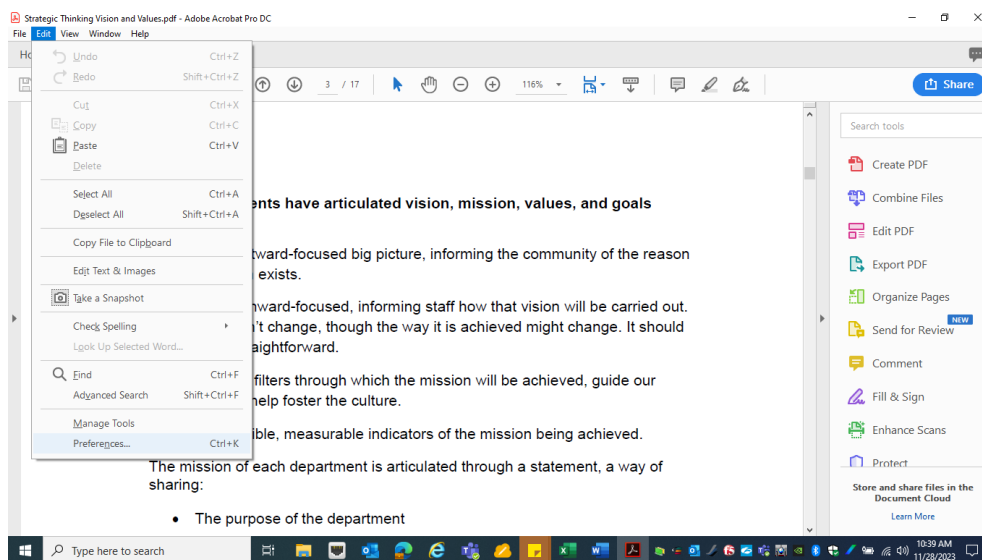 Strategic Thinking Vision and Values.pdf - Adobe Acrobat Pro DC
File Edit View Window Help
Undo Ctrl+Z
Redo Shift+Ctrl+Z
3 / 17
116%
Share
Cut Ctrl+X
Copy Ctrl+C
Paste Ctrl+V
Delete
Select All Ctrl+A
Deselect All Shift+Ctrl+A
Copy File to Clipboard
Edit Text & Images
Take a Snapshot
Check Spelling
Look Up Selected Word...
Find Ctrl+F
Advanced Search Shift+Ctrl+F
Manage Tools
Preferences... Ctrl+K
have articulated vision, mission, values, and goals
big picture, informing the community of the reason
exists.
informing staff how that vision will be carried out.
change, though the way it is achieved might change. It should
filters through which the mission will be achieved, guide our
help foster the culture.
measurable indicators of the mission being achieved.
The mission of each department is articulated through a statement, a way of
sharing:
• The purpose of the department
Search tools
Create PDF
Combine Files
Edit PDF
Export PDF
Organize Pages
NEW
Send for Review
Comment
Fill & Sign
Enhance Scans
Protect
Store and share files in the
Document Cloud
Learn More
Type here to search
10:39 AM
11/28/2023